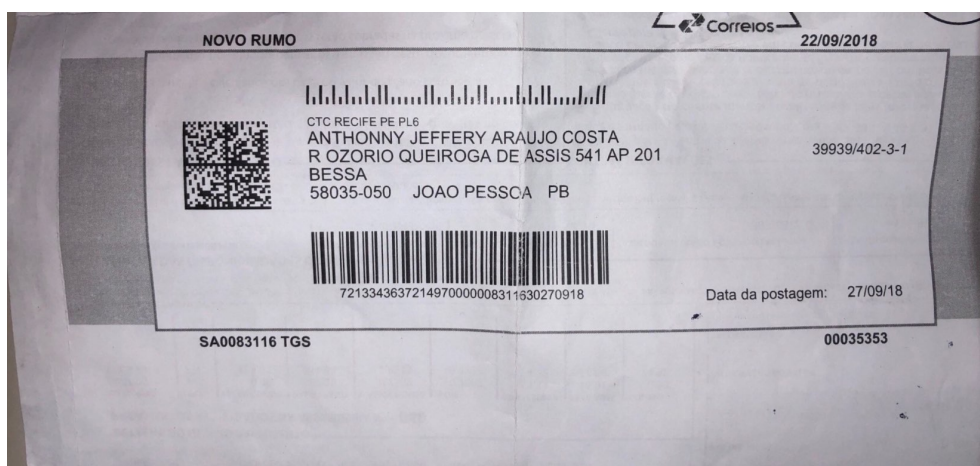 Correios
NOVO RUMO
22/09/2018
CTC RECIFE PE PL6
ANTHONNY JEFFERY ARAUJO COSTA
R OZORIO QUEIROGA DE ASSIS 541 AP 201
BESSA
58035-050 JOAO PESSOA PB
39939/402-3-1
7213343637214970000008311630270918
Data da postagem: 27/09/18
SA0083116 TGS
00035353